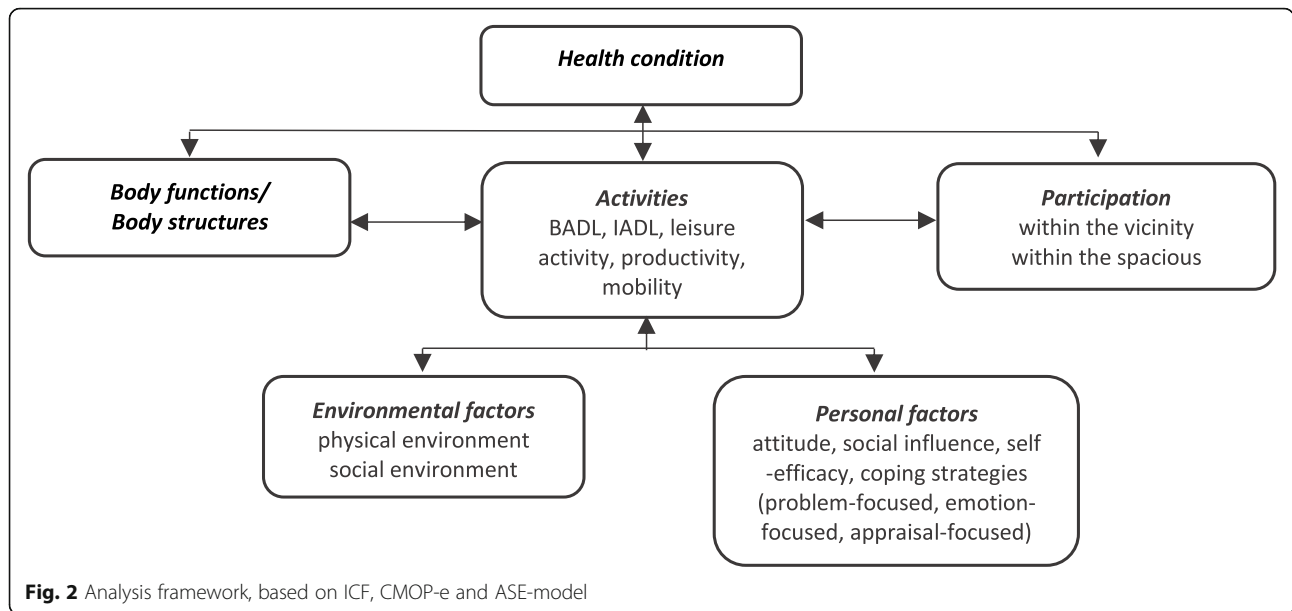 Health condition
Body functions/
Body structures
Activities
BADL, IADL, leisure
activity, productivity,
mobility
Participation
within the vicinity
within the spacious
Environmental factors
physical environment
social environment
Personal factors
attitude, social influence, self
-efficacy, coping strategies
(problem-focused, emotion-
focused, appraisal-focused)
Fig. 2 Analysis framework, based on ICF, CMOP-e and ASE-model